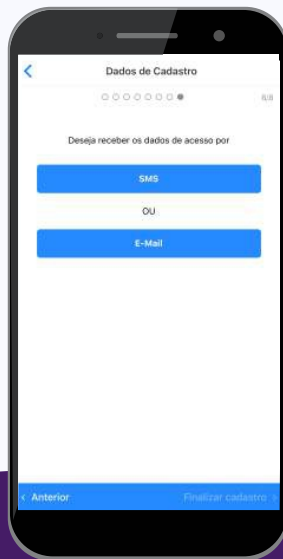 Dados de Cadastro
8/8
Deseja receber os dados de acesso por
SMS
OU
E-Mail
Anterior
Finalizar cadastro